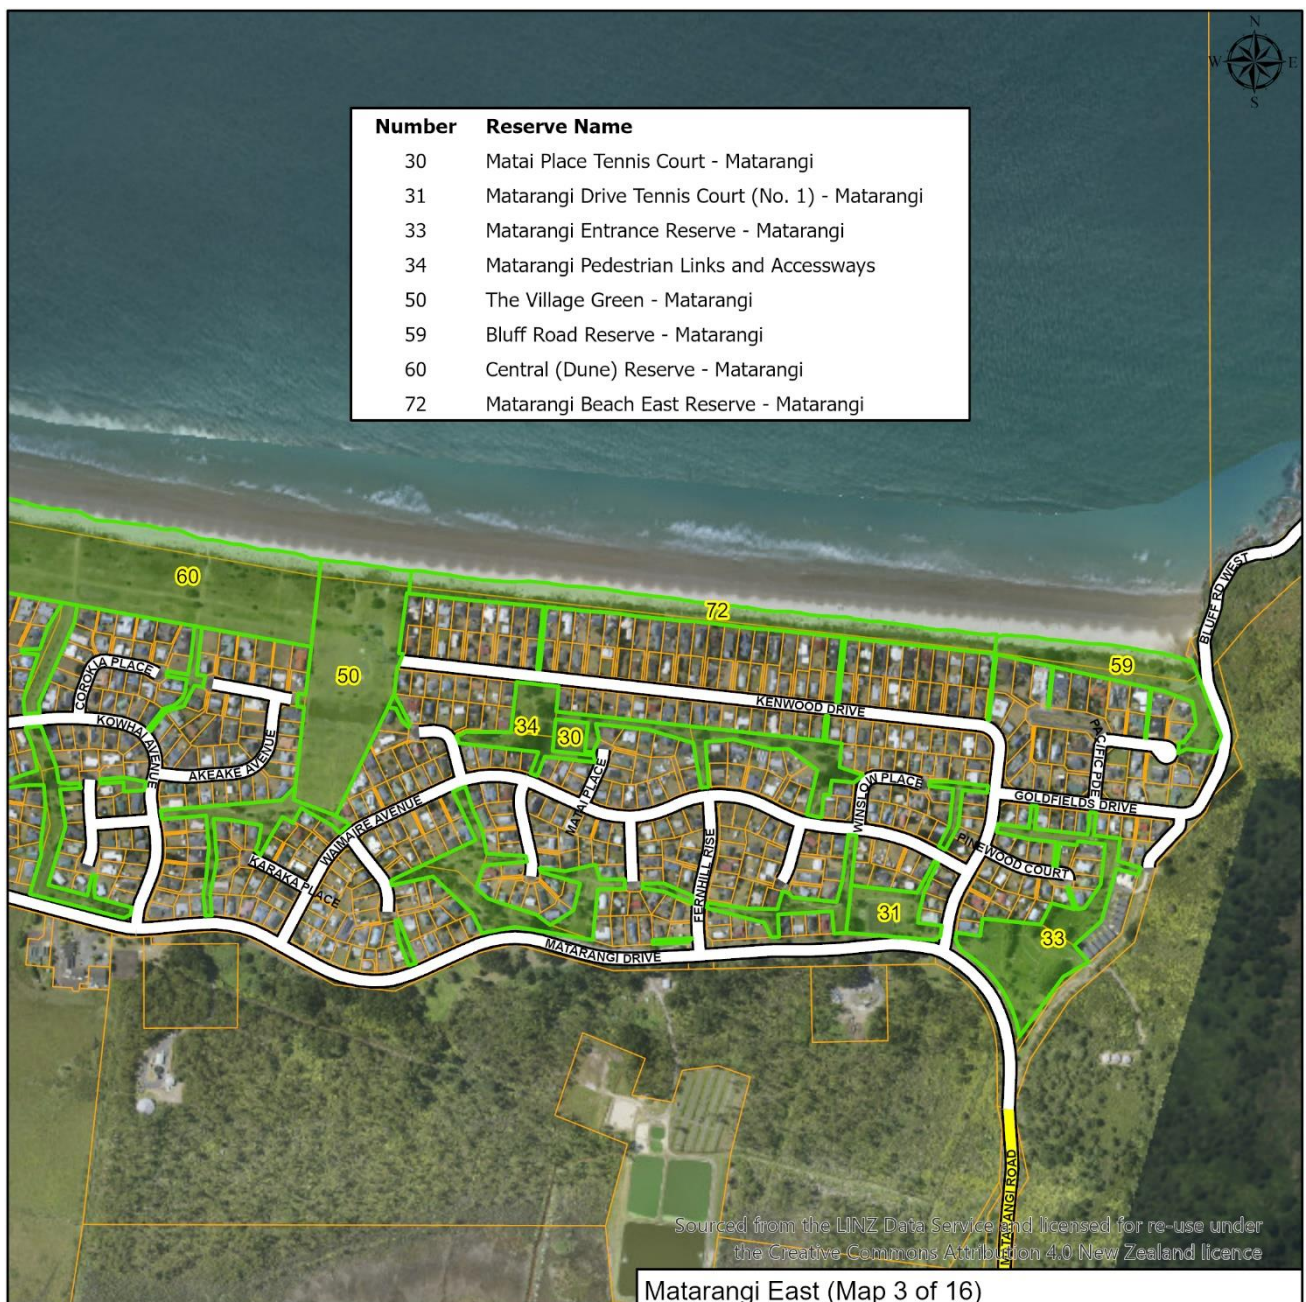 N
W E
S
Number Reserve Name
30 Matai Place Tennis Court - Matarangi
31 Matarangi Drive Tennis Court (No. 1) - Matarangi
33 Matarangi Entrance Reserve - Matarangi
34 Matarangi Pedestrian Links and Accessways
50 The Village Green - Matarangi
59 Bluff Road Reserve - Matarangi
60 Central (Dune) Reserve - Matarangi
72 Matarangi Beach East Reserve - Matarangi
BLUFF RD WEST
60
72
59
50
COROKIA PLACE
KENWOOD DRIVE
KOWHAI AVENUE
34
30
PACIFIC PDE
AKEAKE AVENUE
MATAI PLACE
WINSLOW PLACE
GOLDFIELDS DRIVE
WAIMAIRE AVENUE
PINEWOOD COURT
KARAKA PLACE
FERNHILL RISE
31
33
MATARANGI DRIVE
MATARANGI ROAD
Sourced from the LINZ Data Service and licensed for re-use under
the Creative Commons Attribution 4.0 New Zealand licence
Matarangi East (Map 3 of 16)